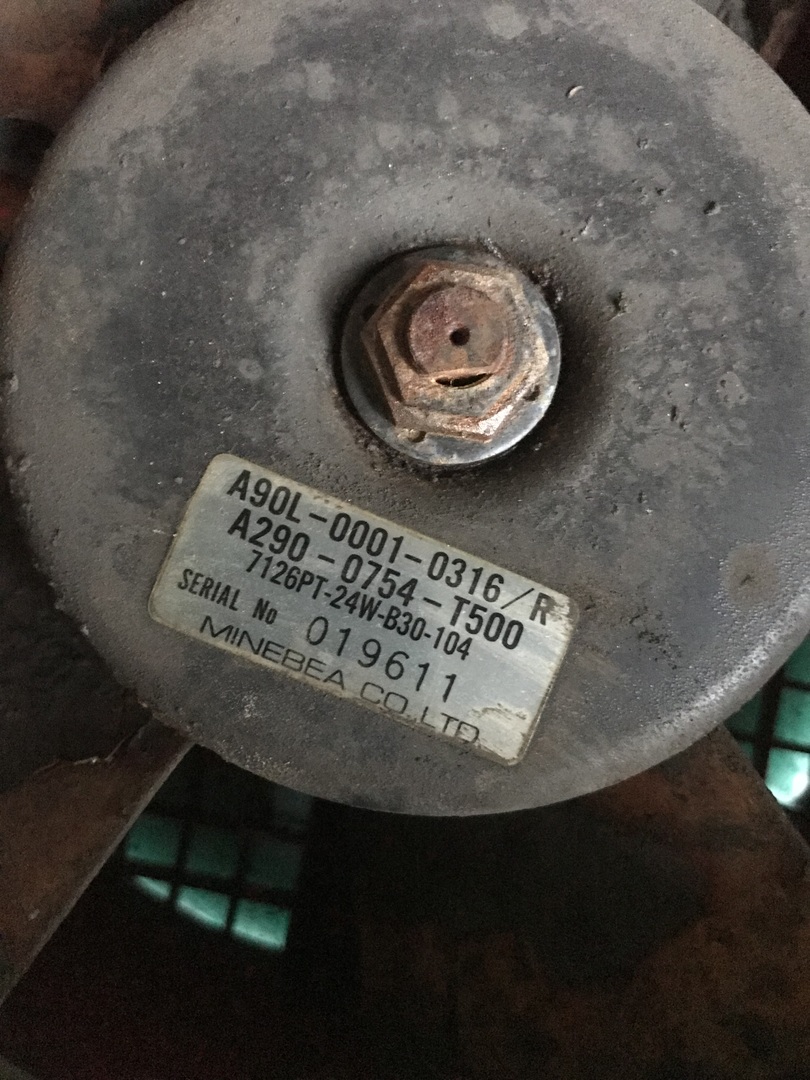 A90L-0001-0316/R
A290-0754-T500
7126PT-24W-B30-104
SERIAL No 019611
MINEBEA CO.,LTD.